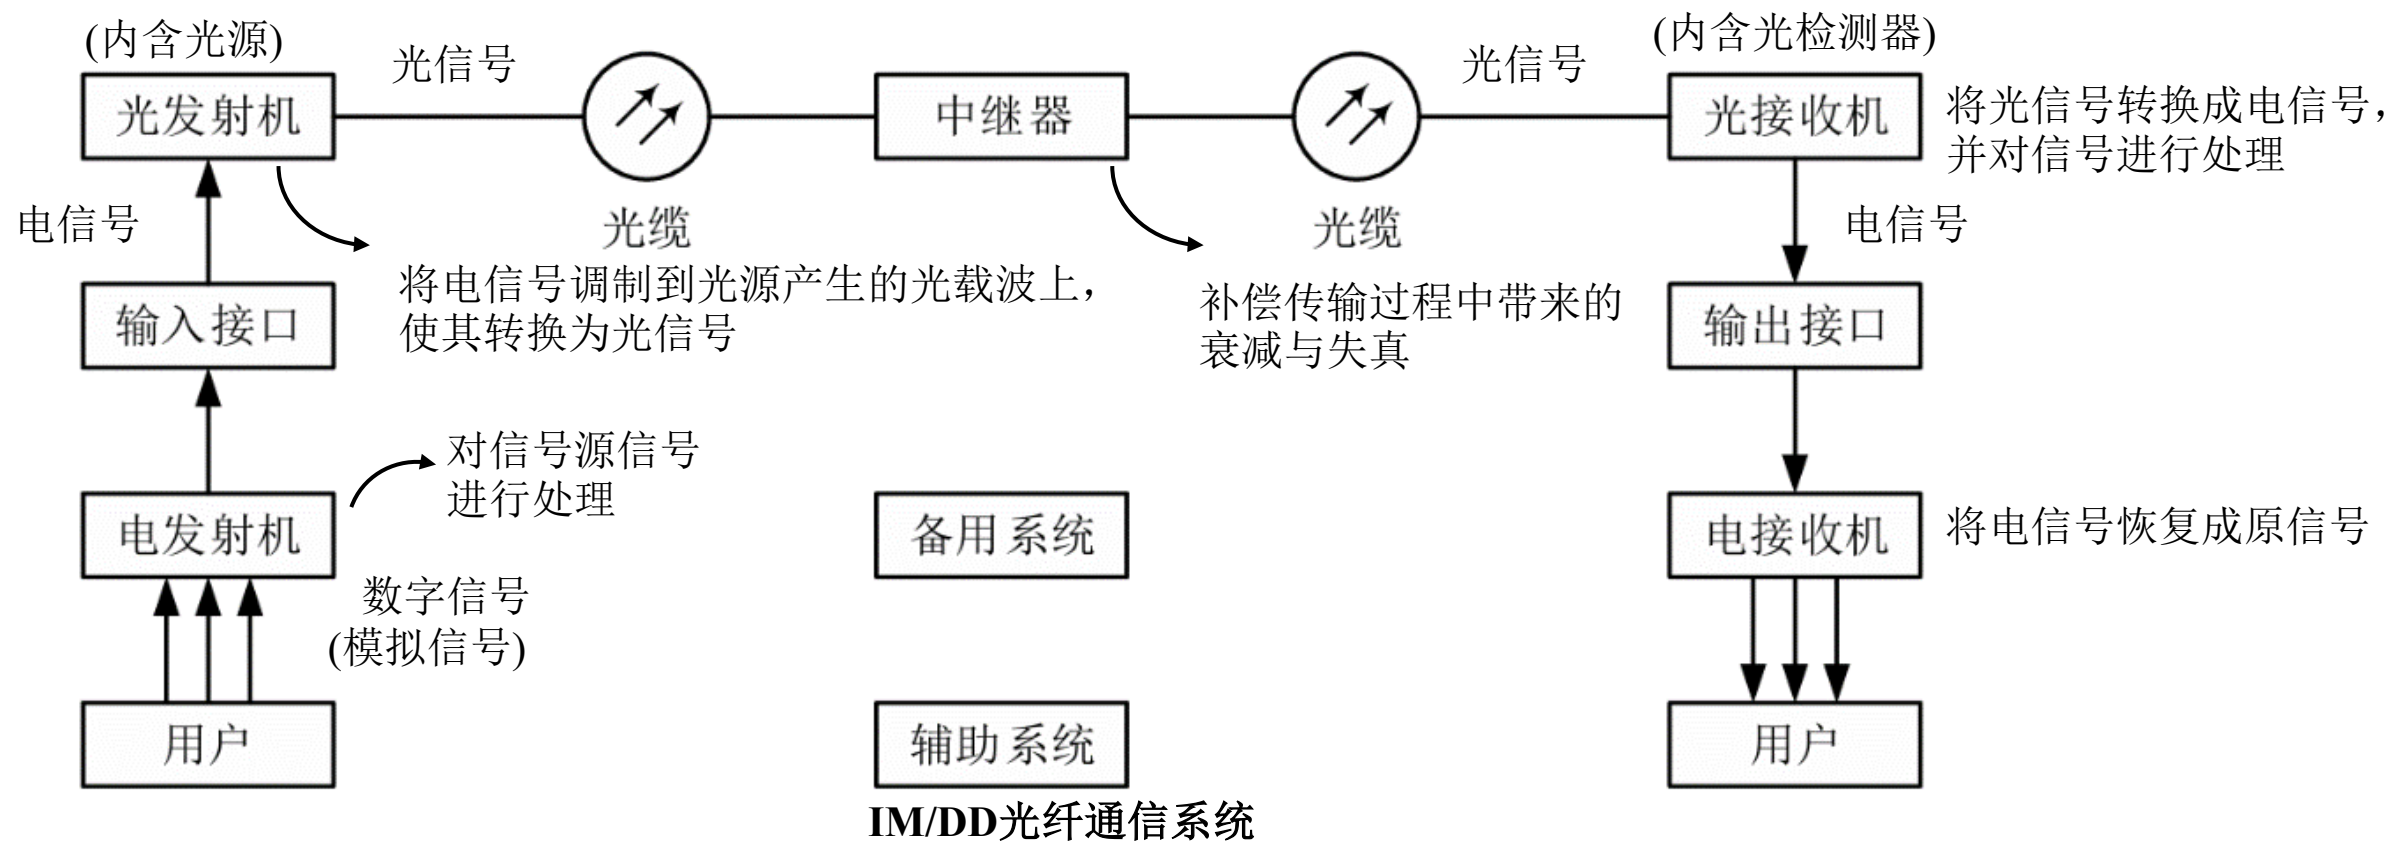 (内含光源)
光信号
光信号
(内含光检测器)
光发射机
中继器
光接收机
将光信号转换成电信号，
并对信号进行处理
电信号
光缆
光缆
电信号
将电信号调制到光源产生的光载波上，
使其转换为光信号
补偿传输过程中带来的
衰减与失真
输入接口
输出接口
对信号源信号
进行处理
电发射机
备用系统
电接收机
将电信号恢复成原信号
数字信号
(模拟信号)
用户
辅助系统
用户
IM/DD光纤通信系统